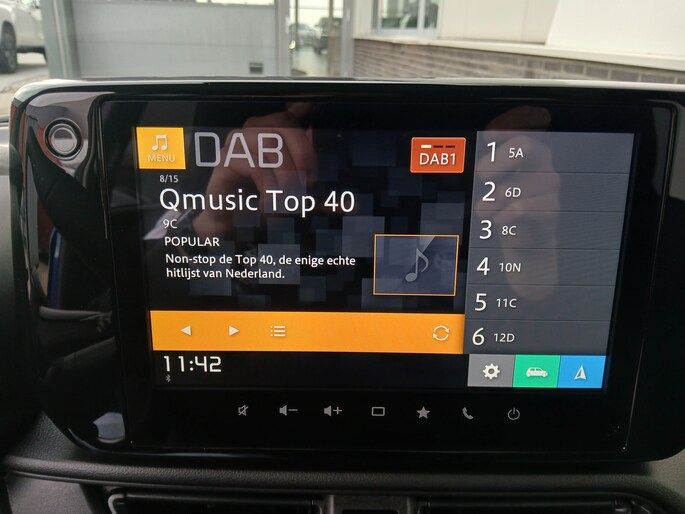 MENU
DAB
DAB1
8/15
Qmusic Top 40
9C
POPULAR
Non-stop de Top 40, de enige echte
hitlijst van Nederland.
1 5A
2 6D
3 8C
4 10N
5 11C
6 12D
11:42